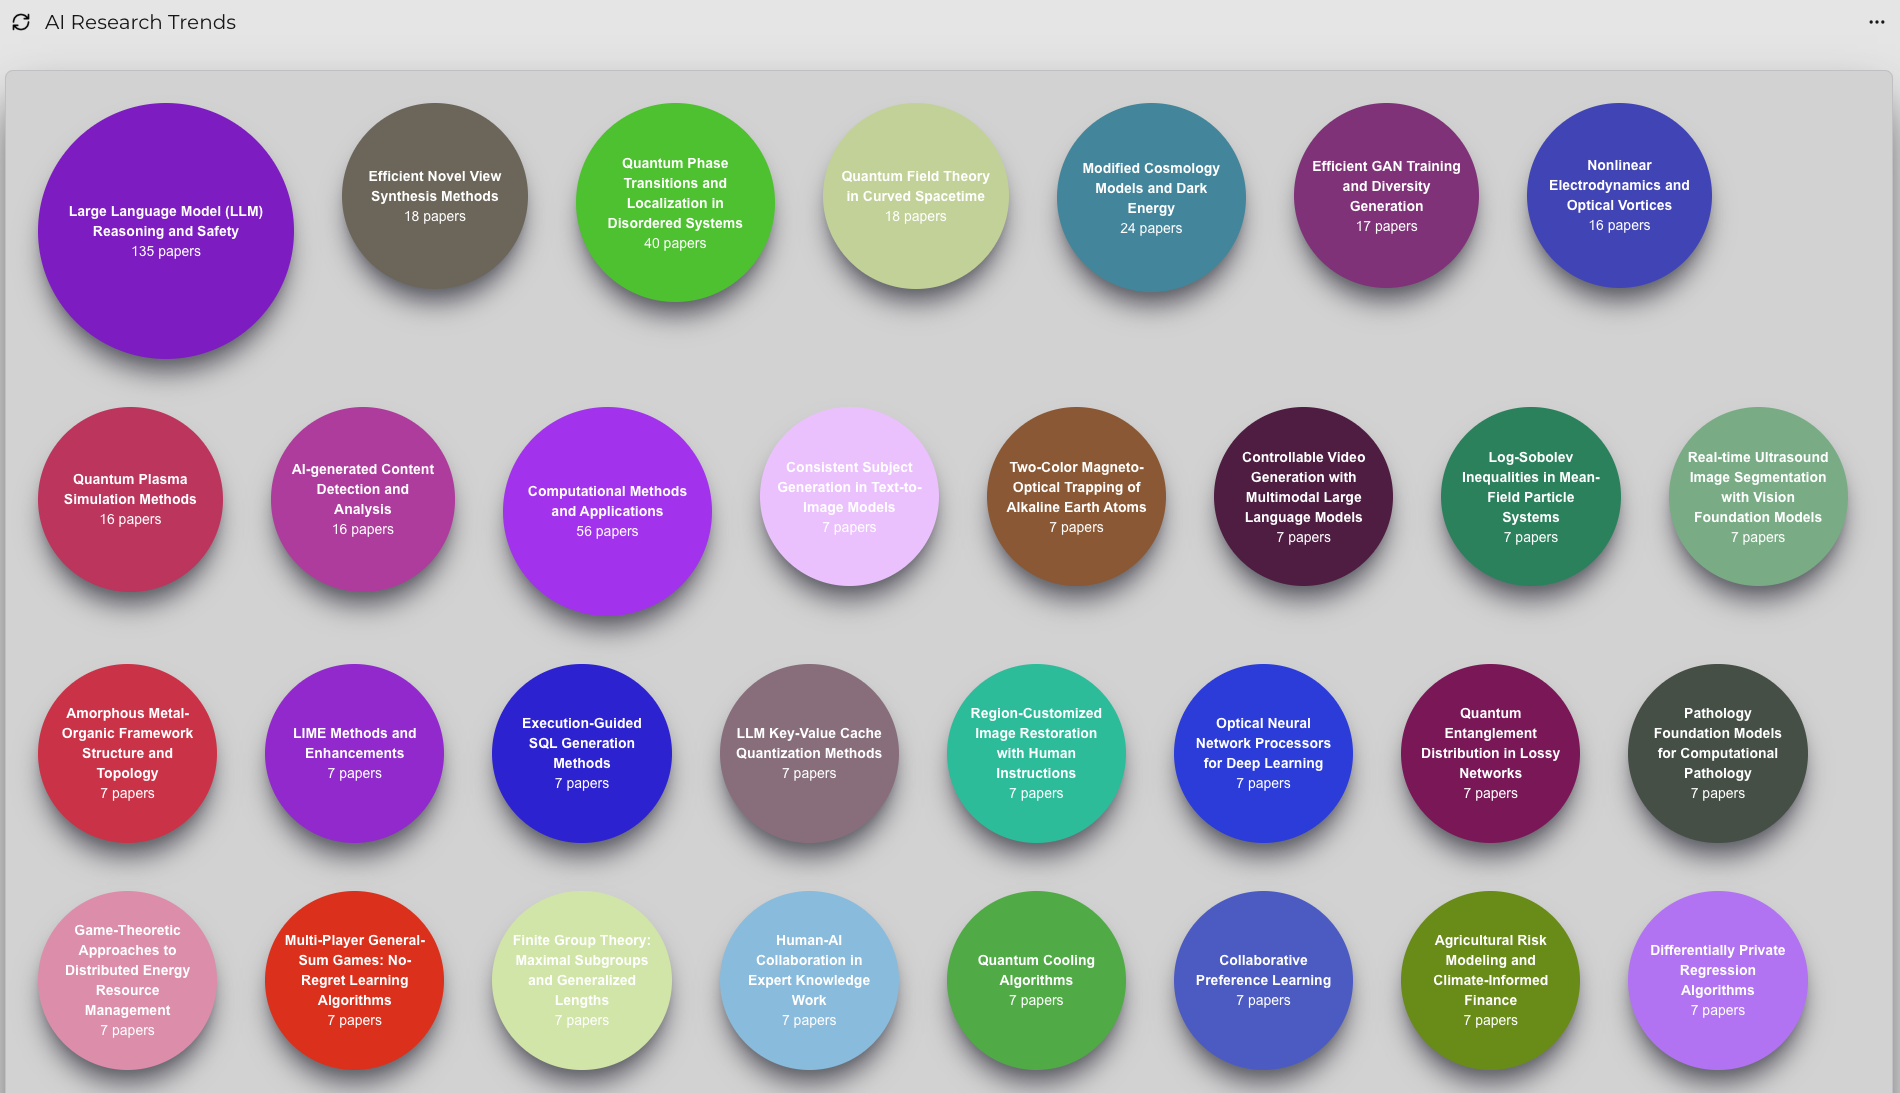 AI Research Trends
Large Language Model (LLM)
Reasoning and Safety
135 papers
Efficient Novel View
Synthesis Methods
18 papers
Quantum Phase
Transitions and
Localization in
Disordered Systems
40 papers
Quantum Field Theory
in Curved Spacetime
18 papers
Modified Cosmology
Models and Dark
Energy
24 papers
Efficient GAN Training
and Diversity
Generation
17 papers
Nonlinear
Electrodynamics and
Optical Vortices
16 papers
Quantum Plasma
Simulation Methods
16 papers
AI-generated Content
Detection and
Analysis
16 papers
Computational Methods
and Applications
56 papers
Consistent Subject
Generation in Text-to-
Image Models
7 papers
Two-Color Magneto-
Optical Trapping of
Alkaline Earth Atoms
7 papers
Controllable Video
Generation with
Multimodal Large
Language Models
7 papers
Log-Sobolev
Inequalities in Mean-
Field Particle
Systems
7 papers
Real-time Ultrasound
Image Segmentation
with Vision
Foundation Models
7 papers
Amorphous Metal-
Organic Framework
Structure and
Topology
7 papers
LIME Methods and
Enhancements
7 papers
Execution-Guided
SQL Generation
Methods
7 papers
LLM Key-Value Cache
Quantization Methods
7 papers
Region-Customized
Image Restoration
with Human
Instructions
7 papers
Optical Neural
Network Processors
for Deep Learning
7 papers
Quantum
Entanglement
Distribution in Lossy
Networks
7 papers
Pathology
Foundation Models
for Computational
Pathology
7 papers
Game-Theoretic
Approaches to
Distributed Energy
Resource
Management
7 papers
Multi-Player General-
Sum Games: No-
Regret Learning
Algorithms
7 papers
Finite Group Theory:
Maximal Subgroups
and Generalized
Lengths
7 papers
Human-AI
Collaboration in
Expert Knowledge
Work
7 papers
Quantum Cooling
Algorithms
7 papers
Collaborative
Preference Learning
7 papers
Agricultural Risk
Modeling and
Climate-Informed
Finance
7 papers
Differentially Private
Regression
Algorithms
7 papers